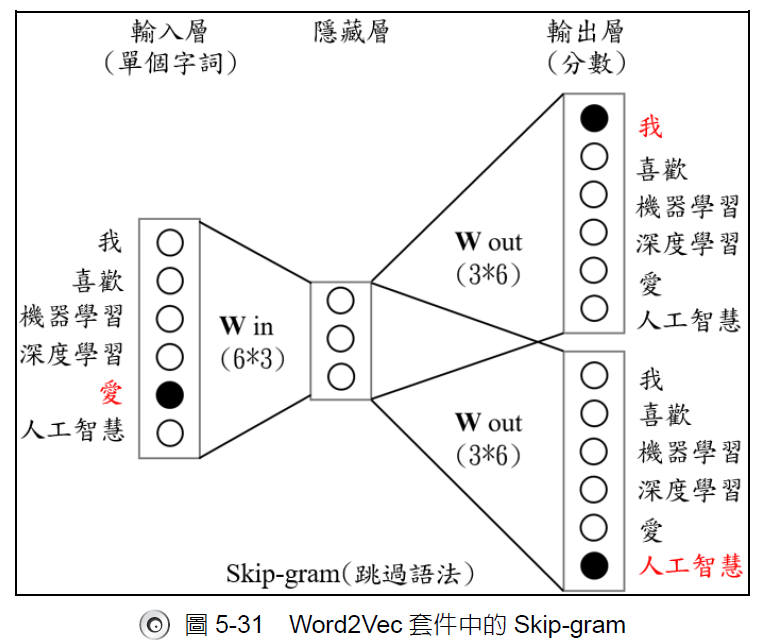 輸入層
(單個字詞)
隱藏層
輸出層
(分數)
我
喜歡
機器學習
深度學習
愛
人工智慧
W in
(6*3)
W out
(3*6)
W out
(3*6)
我
喜歡
機器學習
深度學習
愛
人工智慧
我
喜歡
機器學習
深度學習
愛
人工智慧
Skip-gram(跳過語法)
圖 5-31 Word2Vec 套件中的 Skip-gram